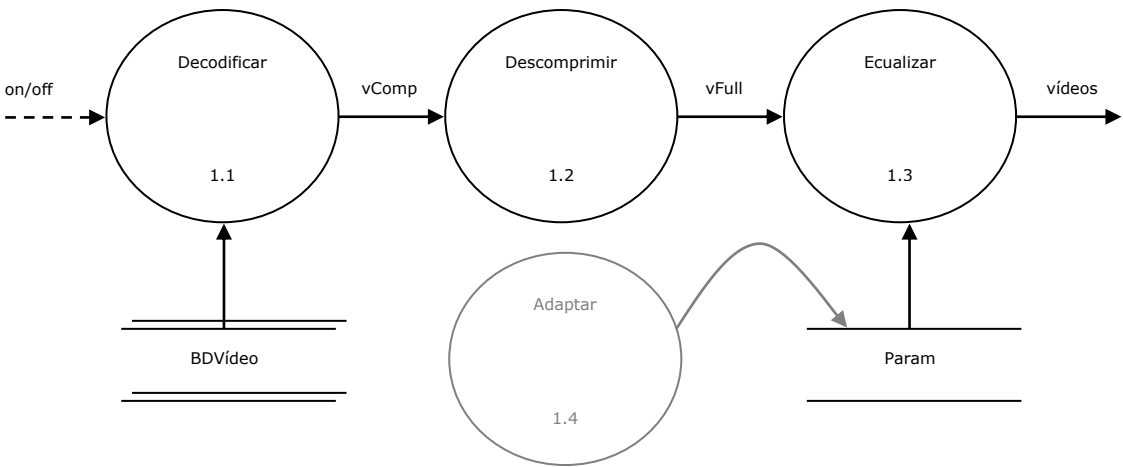 Decodificar
Descomprimir
Ecualizar
on/off
vComp
vFull
vídeos
1.1
1.2
1.3
Adaptar
BDVídeo
Param
1.4